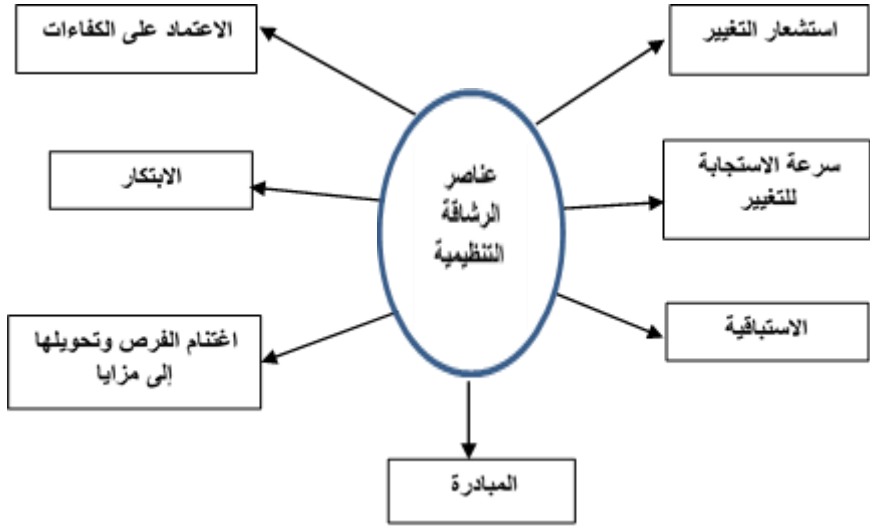 عناصر
الرشاقة
التنظيمية
استشعار التغيير
سرعة الاستجابة
للتغيير
الاستباقية
المبادرة
اغتنام الفرص وتحويلها
إلى مزايا
الابتكار
الاعتماد على الكفاءات